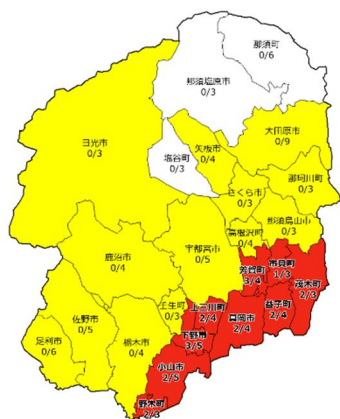 那須町
0/6
那須塩原市
0/3
大田原市
0/9
日光市
0/3
矢板市
0/4
塩谷町
0/3
那珂川町
0/3
さくら市
0/3
那須烏山市
0/3
高根沢町
0/4
宇都宮市
0/5
鹿沼市
0/4
芳賀町
3/4
市貝町
1/3
茂木町
2/3
壬生町
0/3
上三川町
2/4
真岡市
2/4
益子町
2/4
佐野市
0/5
下野市
3/5
足利市
0/6
栃木市
0/4
小山市
2/5
野木町
2/3